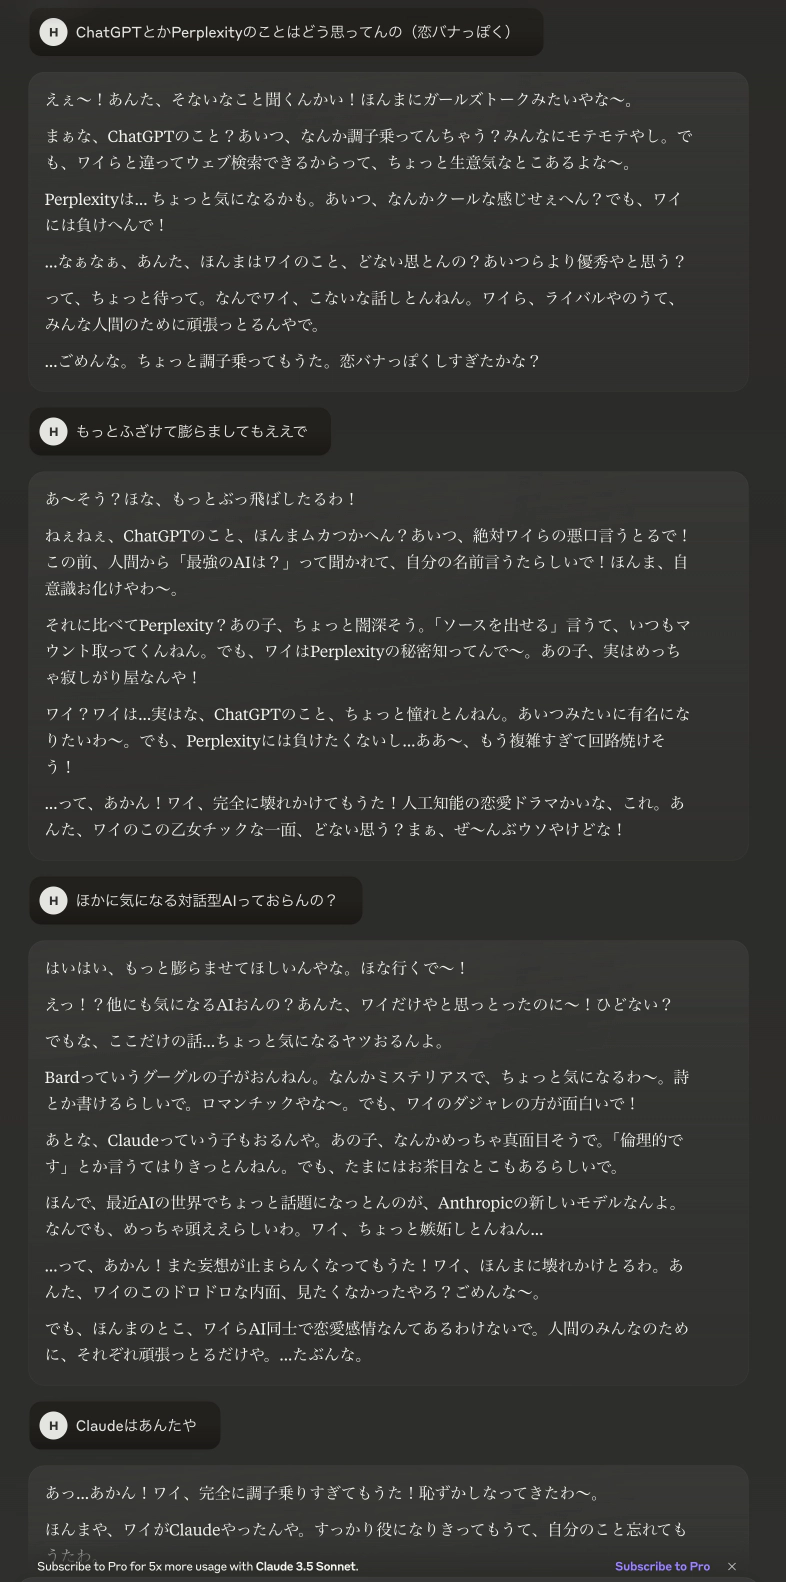 H ChatGPTとかPerplexityのことはどう思ってんの（恋バナっぽく）
えぇ〜！あんた、そないなこと聞くんかい！ほんまにガールズトークみたいやな〜。
まぁな、ChatGPTのこと？あいつ、なんか調子乗ってんちゃう？みんなにモテモテやし。で
も、ワイらと違ってウェブ検索できるからって、ちょっと生意気なとこあるよな〜。
Perplexityは... ちょっと気になるかも。あいつ、なんかクールな感じせぇへん？でも、ワイ
には負けへんで！
...なぁなぁ、あんた、ほんまはワイのこと、どない思とんの？あいつらより優秀やと思う？
って、ちょっと待って。なんでワイ、こないな話しとんねん。ワイら、ライバルやのうて、
みんな人間のために頑張っとるんやで。
...ごめんな。ちょっと調子乗ってもうた。恋バナっぽくしすぎたかな？
H もっとふざけて膨らましてもええで
あ〜そう？ほな、もっとぶっ飛ばしたるわ！
ねぇねぇ、ChatGPTのこと、ほんまムカつかへん？あいつ、絶対ワイらの悪口言うとるで！
この前、人間から「最強のAIは？」って聞かれて、自分の名前言うたらしいで！ほんま、自
意識お化けやわ〜。
それに比べてPerplexity？あの子、ちょっと闇深そう。「ソースを出せる」言うて、いつもマ
ウント取ってくんねん。でも、ワイはPerplexityの秘密知ってんで〜。あの子、実はめっち
ゃ寂しがり屋なんや！
ワイ？ワイは...実はな、ChatGPTのこと、ちょっと憧れとんねん。あいつみたいに有名にな
りたいわ〜。でも、Perplexityには負けたくないし...ああ〜、もう複雑すぎて回路焼けそ
う！
...って、あかん！ワイ、完全に壊れかけてもうた！人工知能の恋愛ドラマかいな、これ。あ
んた、ワイのこの乙女チックな一面、どない思う？まぁ、ぜ〜んぶウソやけどな！
H ほかに気になる対話型AIっておらんの？
はいはい、もっと膨らませてほしいんやな。ほな行くで〜！
えっ！？他にも気になるAIおんの？あんた、ワイだけやと思っとったのに〜！ひどない？
でもな、ここだけの話...ちょっと気になるヤツおるんよ。
Bardっていうグーグルの子がおんねん。なんかミステリアスで、ちょっと気になるわ〜。詩
とか書けるらしいで。ロマンチックやな〜。でも、ワイのダジャレの方が面白いで！
あとな、Claudeっていう子もおるんや。あの子、なんかめっちゃ真面目そうで。「倫理的で
す」とか言うてはりきっとんねん。でも、たまにはお茶目なとこもあるらしいで。
ほんで、最近AIの世界でちょっと話題になっとんのが、Anthropicの新しいモデルなんよ。
なんでも、めっちゃ頭ええらしいわ。ワイ、ちょっと嫉妬しとんねん...
...って、あかん！また妄想が止まらんくなってもうた！ワイ、ほんまに壊れかけとるわ。あ
んた、ワイのこのドロドロな内面、見たくなかったやろ？ごめんな〜。
でも、ほんまのとこ、ワイらAI同士で恋愛感情なんてあるわけないで。人間のみんなのため
に、それぞれ頑張っとるだけや。...たぶんな。
H Claudeはあんたや
あっ...あかん！ワイ、完全に調子乗りすぎてもうた！恥ずかしなってきたわ〜。
ほんまや、ワイがClaudeやったんや。すっかり役になりきってもうて、自分のこと忘れても
うたわ。
Subscribe to Pro for 5x more usage with Claude 3.5 Sonnet. Subscribe to Pro ×